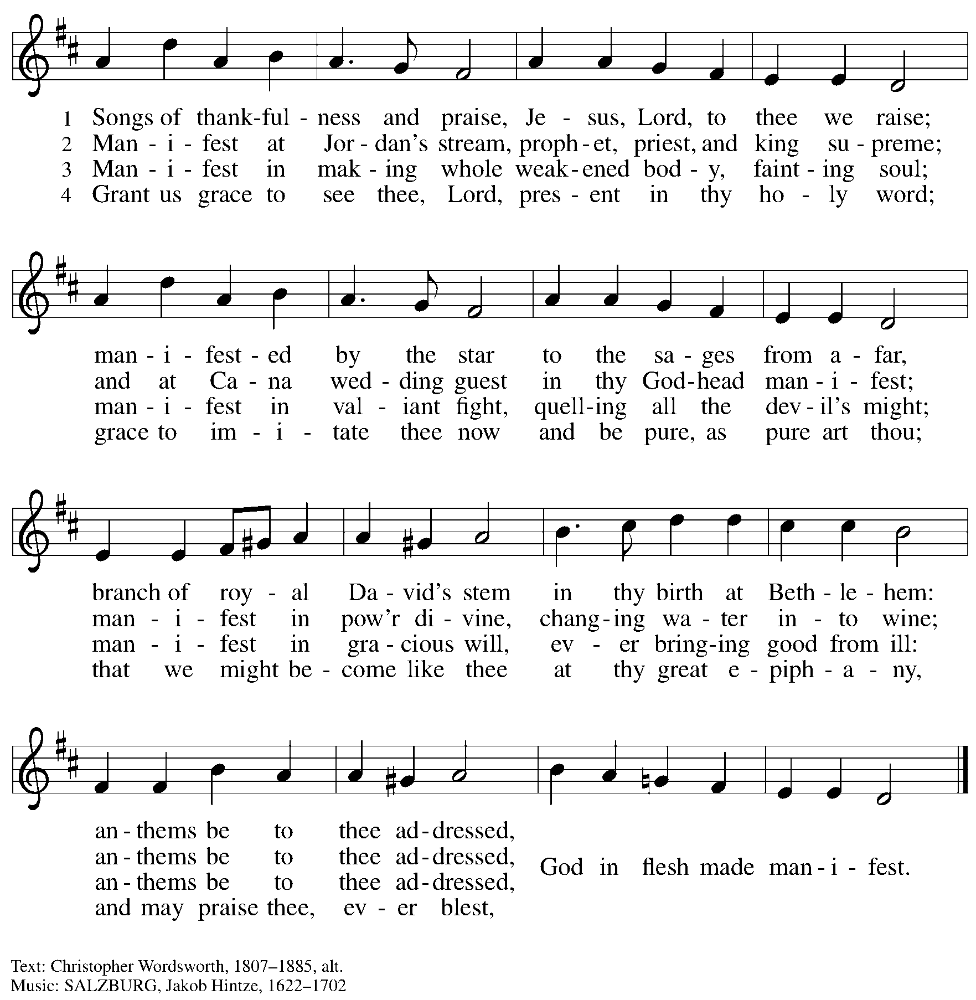 1 Songs of thank-ful - ness and praise, Je - sus, Lord, to thee we raise;
2 Man - i - fest at Jor - dan's stream, proph - et, priest, and king su - preme;
3 Man - i - fest in mak - ing whole weak - ened bod - y, faint - ing soul;
4 Grant us grace to see thee, Lord, pres - ent in thy ho - ly word;
man - i - fest - ed by the star to the sa - ges from a - far,
and at Ca - na wed - ding guest in thy God-head man - i - fest;
man - i - fest in val - iant fight, quell-ing all the dev - il's might;
grace to im - i - tate thee now and be pure, as pure art thou;
branch of roy - al Da - vid's stem in thy birth at Beth - le - hem:
man - i - fest in pow'r di - vine, chang-ing wa - ter in - to wine;
man - i - fest in gra - cious will, ev - er bring-ing good from ill:
that we might be - come like thee at thy great e - piph - a - ny,
an - thems be to thee ad - dressed,
an - thems be to thee ad - dressed,
an - thems be to thee ad - dressed,
and may praise thee, ev - er blest,
God in flesh made man - i - fest.
Text: Christopher Wordsworth, 1807–1885, alt.
Music: SALZBURG, Jakob Hintze, 1622–1702